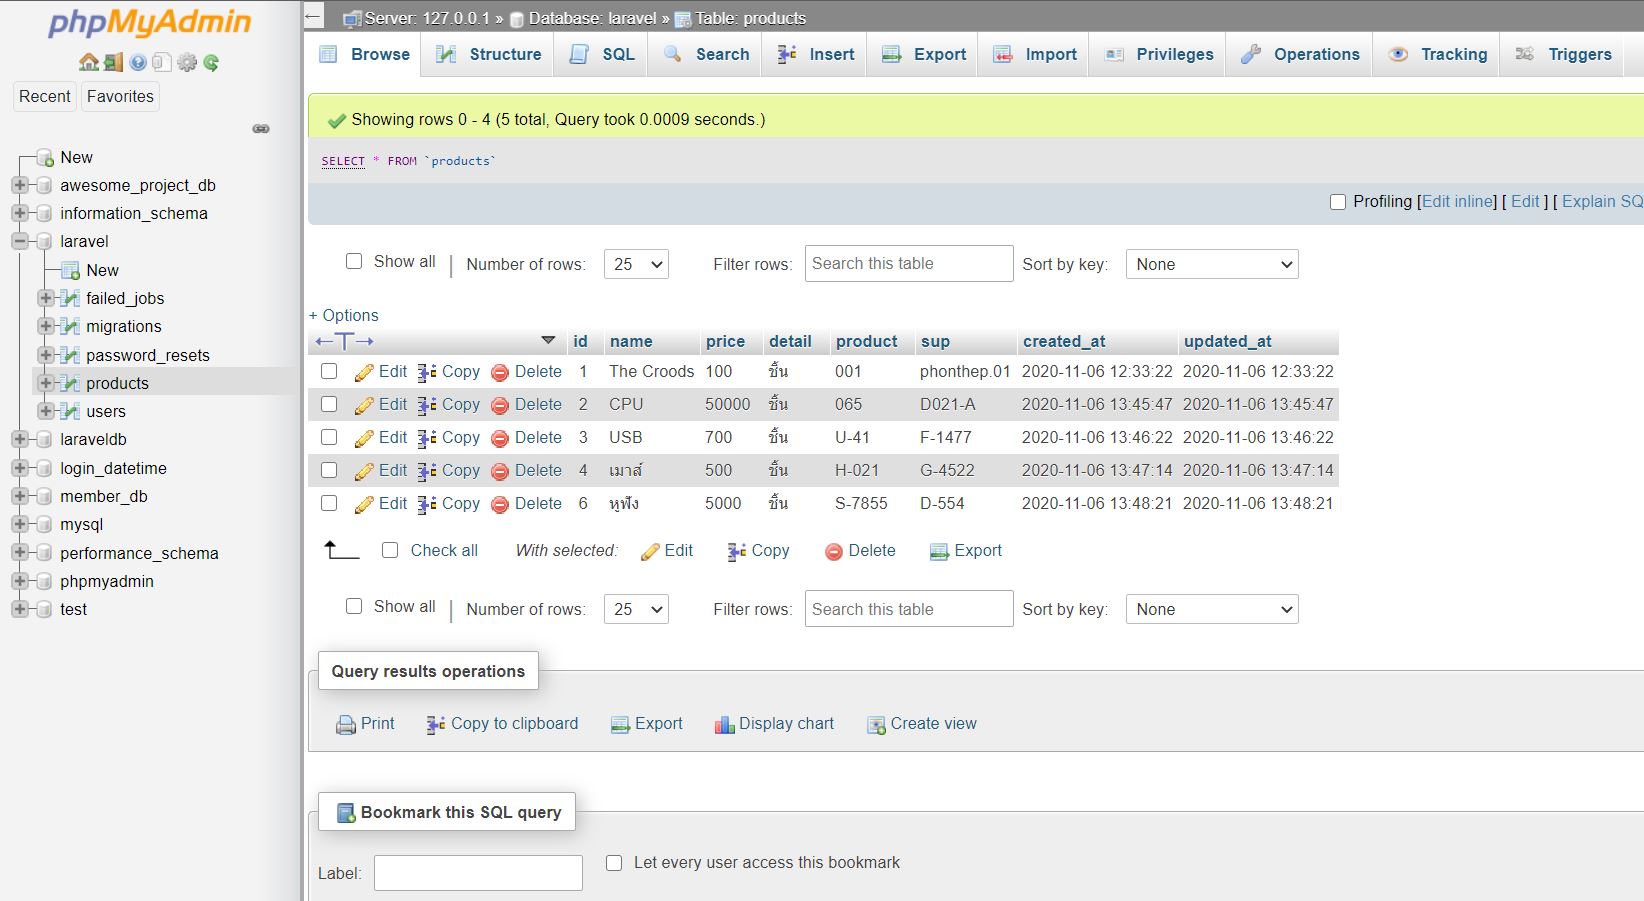 phpMyAdmin
Recent Favorites
New
awesome_project_db
information_schema
laravel
New
failed_jobs
migrations
password_resets
products
users
laraveldb
login_datetime
member_db
mysql
performance_schema
phpmyadmin
test
Server: 127.0.0.1 » Database: laravel » Table: products
Browse Structure SQL Search Insert Export Import Privileges Operations Tracking Triggers
Showing rows 0 - 4 (5 total, Query took 0.0009 seconds.)
SELECT * FROM `products`
Profiling [Edit inline] [ Edit ] [ Explain SQ
Show all | Number of rows: 25 Filter rows: Search this table Sort by key: None
+ Options
←T→ id name price detail product sup created_at updated_at
Edit Copy Delete 1 The Croods 100 ชิ้น 001 phonthep.01 2020-11-06 12:33:22 2020-11-06 12:33:22
Edit Copy Delete 2 CPU 50000 ชิ้น 065 D021-A 2020-11-06 13:45:47 2020-11-06 13:45:47
Edit Copy Delete 3 USB 700 ชิ้น U-41 F-1477 2020-11-06 13:46:22 2020-11-06 13:46:22
Edit Copy Delete 4 เมาส์ 500 ชิ้น H-021 G-4522 2020-11-06 13:47:14 2020-11-06 13:47:14
Edit Copy Delete 6 หูฟัง 5000 ชิ้น S-7855 D-554 2020-11-06 13:48:21 2020-11-06 13:48:21
Check all With selected: Edit Copy Delete Export
Show all | Number of rows: 25 Filter rows: Search this table Sort by key: None
Query results operations
Print Copy to clipboard Export Display chart Create view
Bookmark this SQL query
Label: Let every user access this bookmark